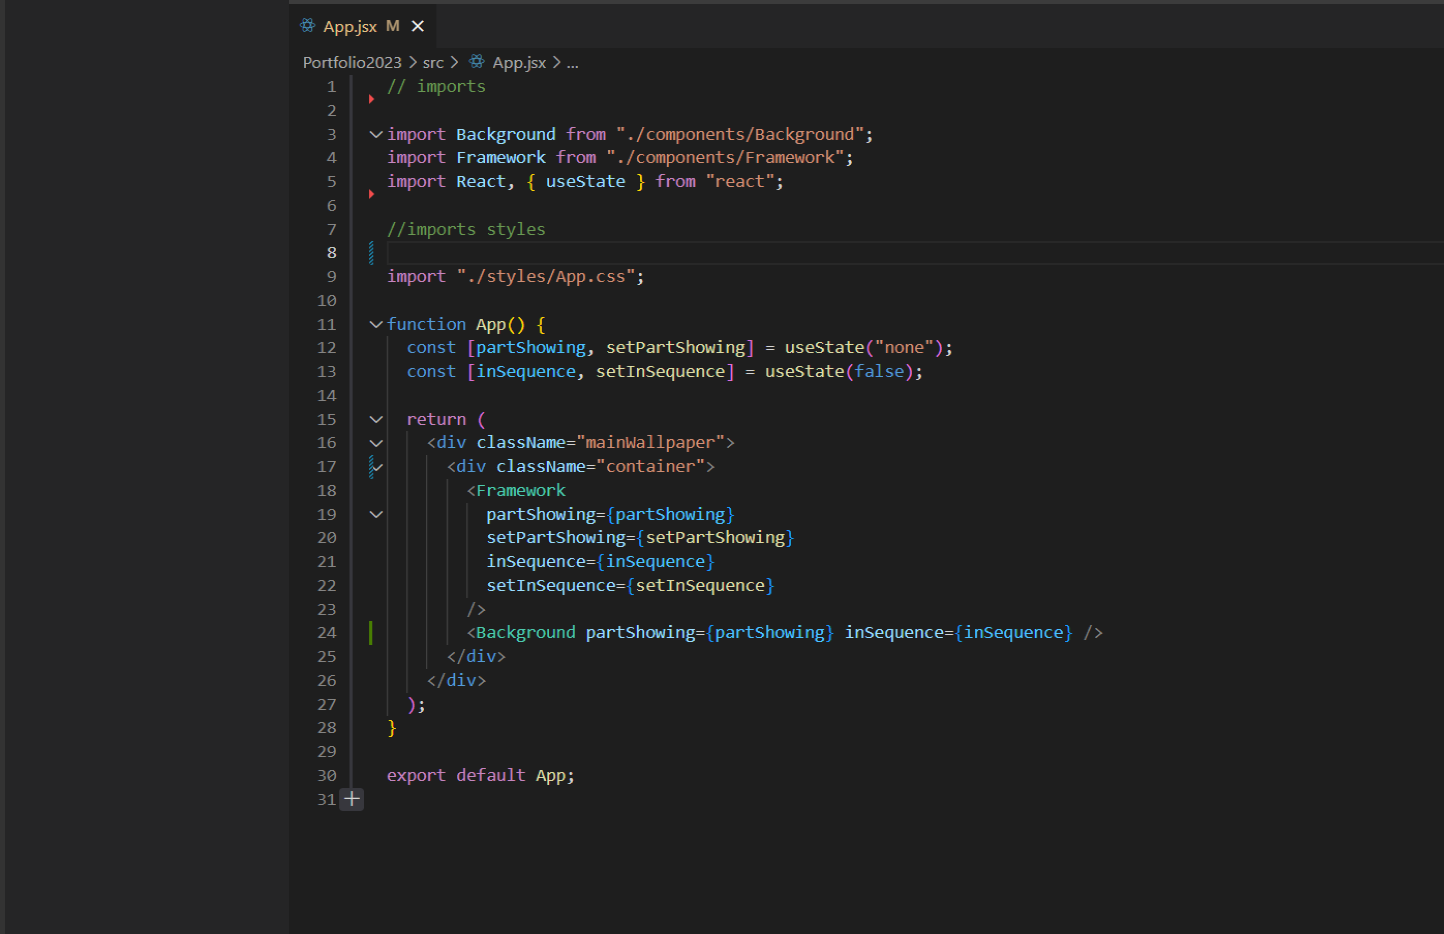 App.jsx M
Portfolio2023 > src > App.jsx > ...
1 // imports
2
3 import Background from "./components/Background";
4 import Framework from "./components/Framework";
5 import React, { useState } from "react";
6
7 //imports styles
8
9 import "./styles/App.css";
10
11 function App() {
12   const [partShowing, setPartShowing] = useState("none");
13   const [inSequence, setInSequence] = useState(false);
14
15   return (
16     <div className="mainWallpaper">
17       <div className="container">
18         <Framework
19           partShowing={partShowing}
20           setPartShowing={setPartShowing}
21           inSequence={inSequence}
22           setInSequence={setInSequence}
23         />
24         <Background partShowing={partShowing} inSequence={inSequence} />
25       </div>
26     </div>
27   );
28 }
29
30 export default App;
31